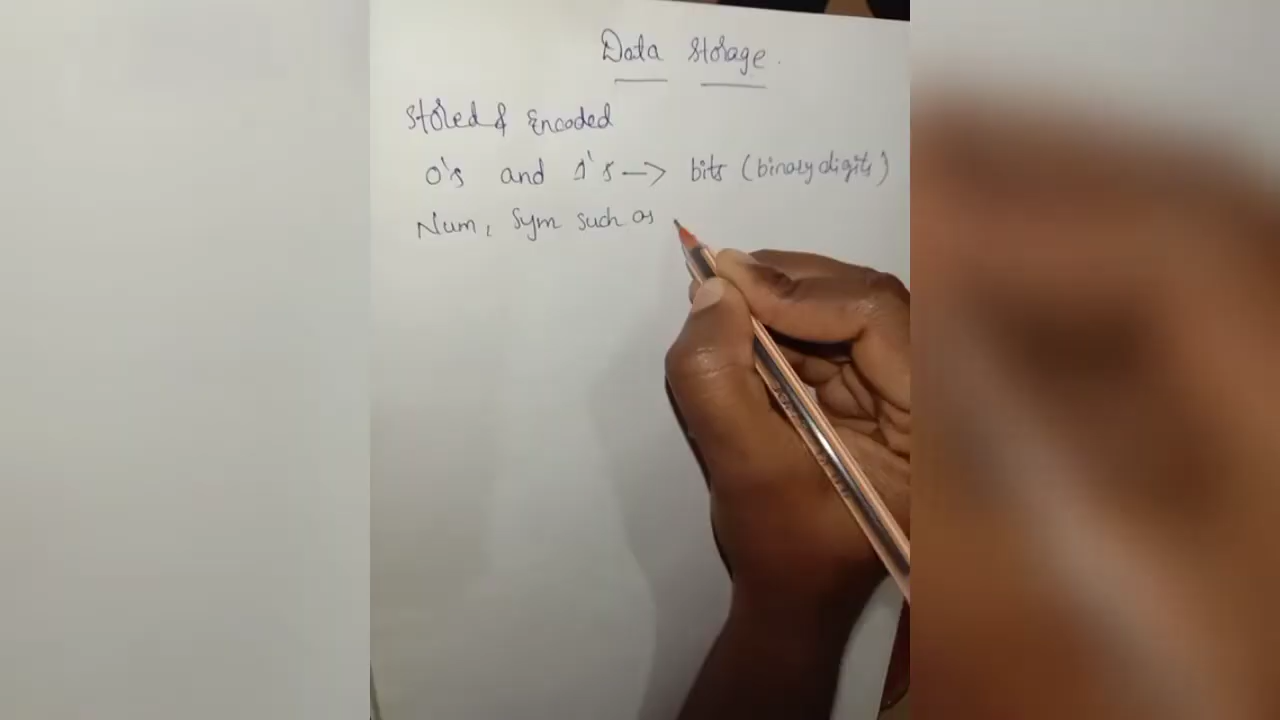 Data Storage.
Stored & Encoded
0's and 1's → bits (binary digits)
Num, Sym such as